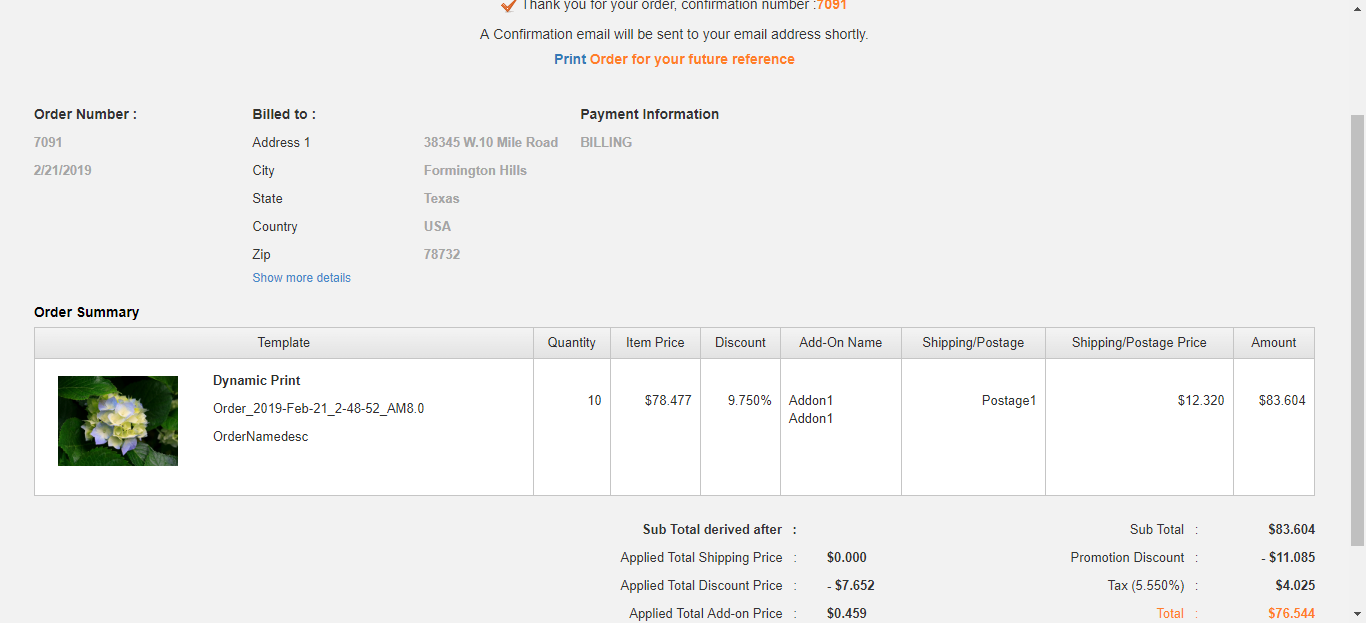 Thank you for your order, confirmation number :7091
A Confirmation email will be sent to your email address shortly.
Print Order for your future reference
Order Number : Billed to : Payment Information
7091 Address 1 38345 W.10 Mile Road BILLING
2/21/2019 City Formington Hills
State Texas
Country USA
Zip 78732
Show more details
Order Summary
Template Quantity Item Price Discount Add-On Name Shipping/Postage Shipping/Postage Price Amount
Dynamic Print
Order_2019-Feb-21_2-48-52_AM8.0 10 $78.477 9.750% Addon1 Postage1 $12.320 $83.604
Addon1
OrderNamedesc
Sub Total derived after : Sub Total : $83.604
Applied Total Shipping Price : $0.000 Promotion Discount : - $11.085
Applied Total Discount Price : - $7.652 Tax (5.550%) : $4.025
Applied Total Add-on Price : $0.459 Total : $76.544